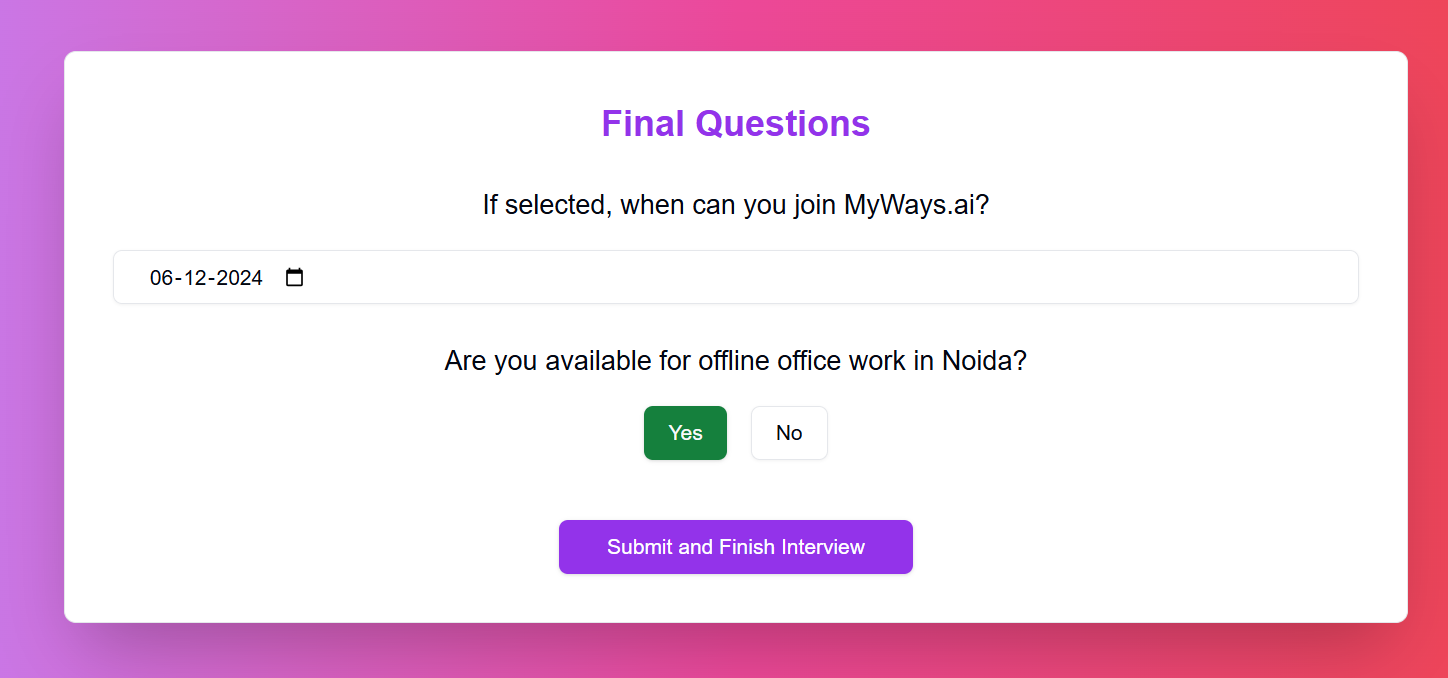 Final Questions
If selected, when can you join MyWays.ai?
06-12-2024
Are you available for offline office work in Noida?
Yes No
Submit and Finish Interview